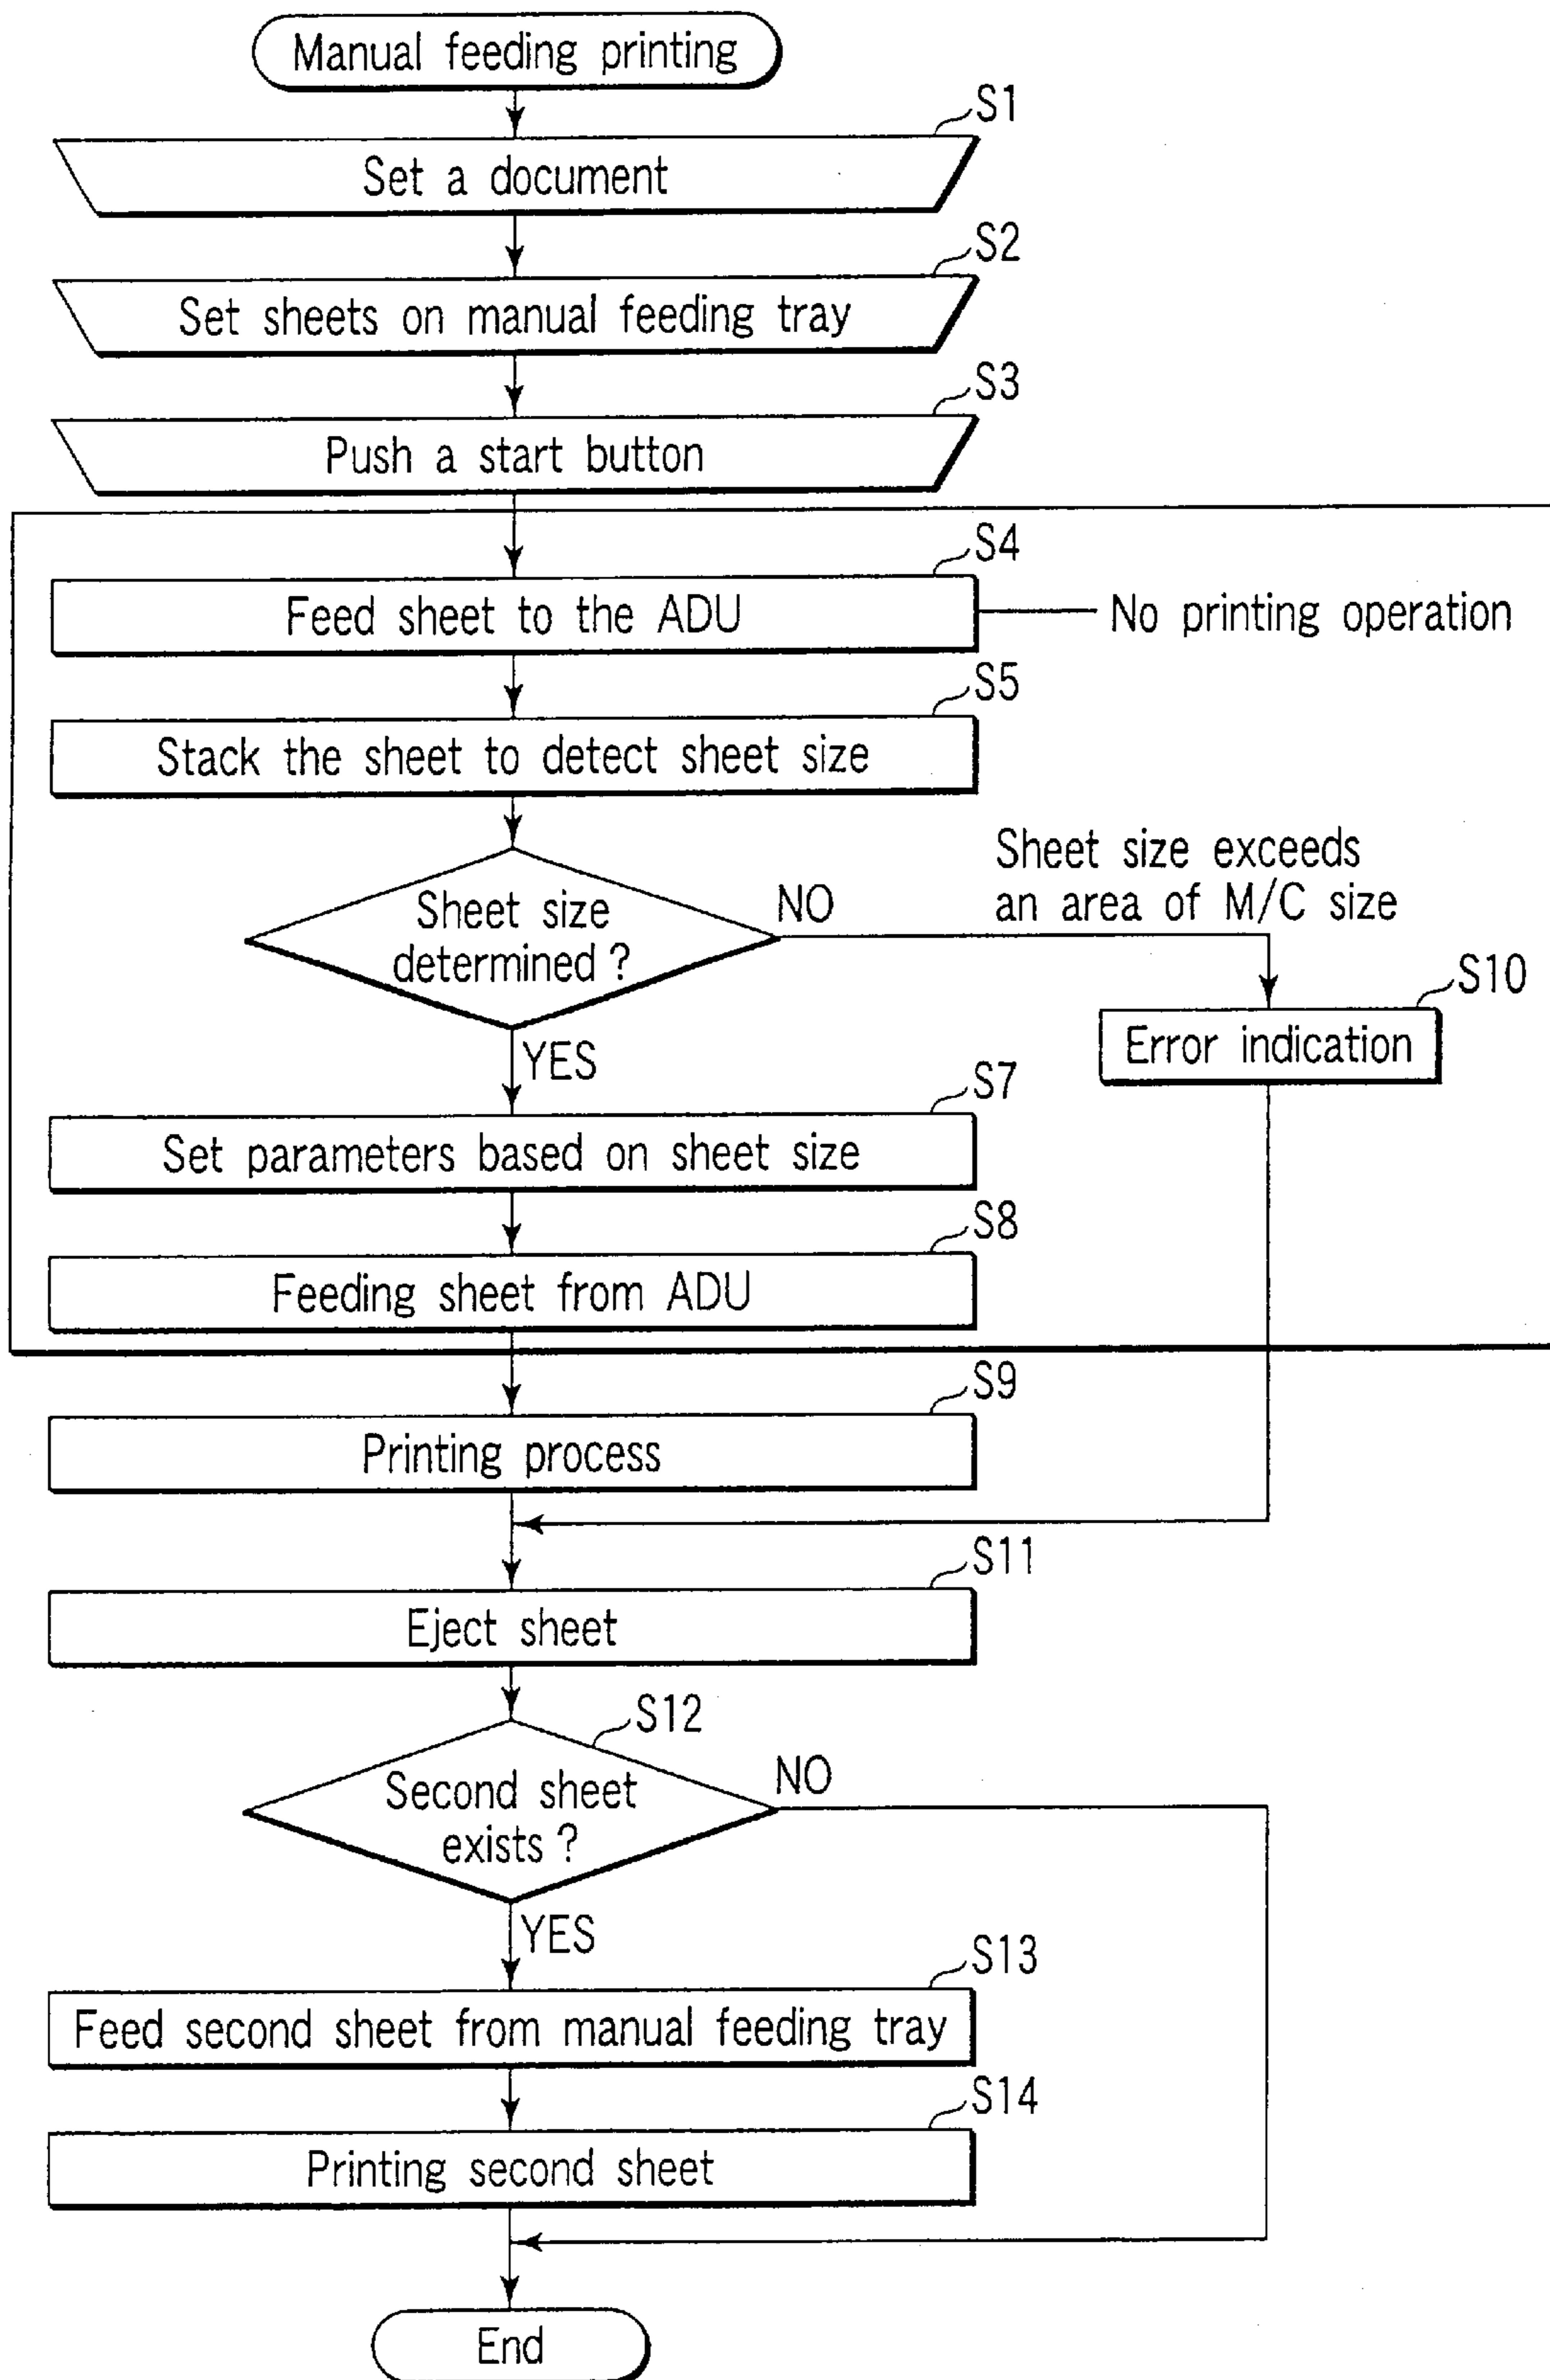 Manual feeding printing
S1
Set a document
S2
Set sheets on manual feeding tray
S3
Push a start button
S4
Feed sheet to the ADU
No printing operation
S5
Stack the sheet to detect sheet size
Sheet size
determined ?
NO
Sheet size exceeds
an area of M/C size
S10
Error indication
YES
S7
Set parameters based on sheet size
S8
Feeding sheet from ADU
S9
Printing process
S11
Eject sheet
S12
Second sheet
exists ?
NO
YES
S13
Feed second sheet from manual feeding tray
S14
Printing second sheet
End